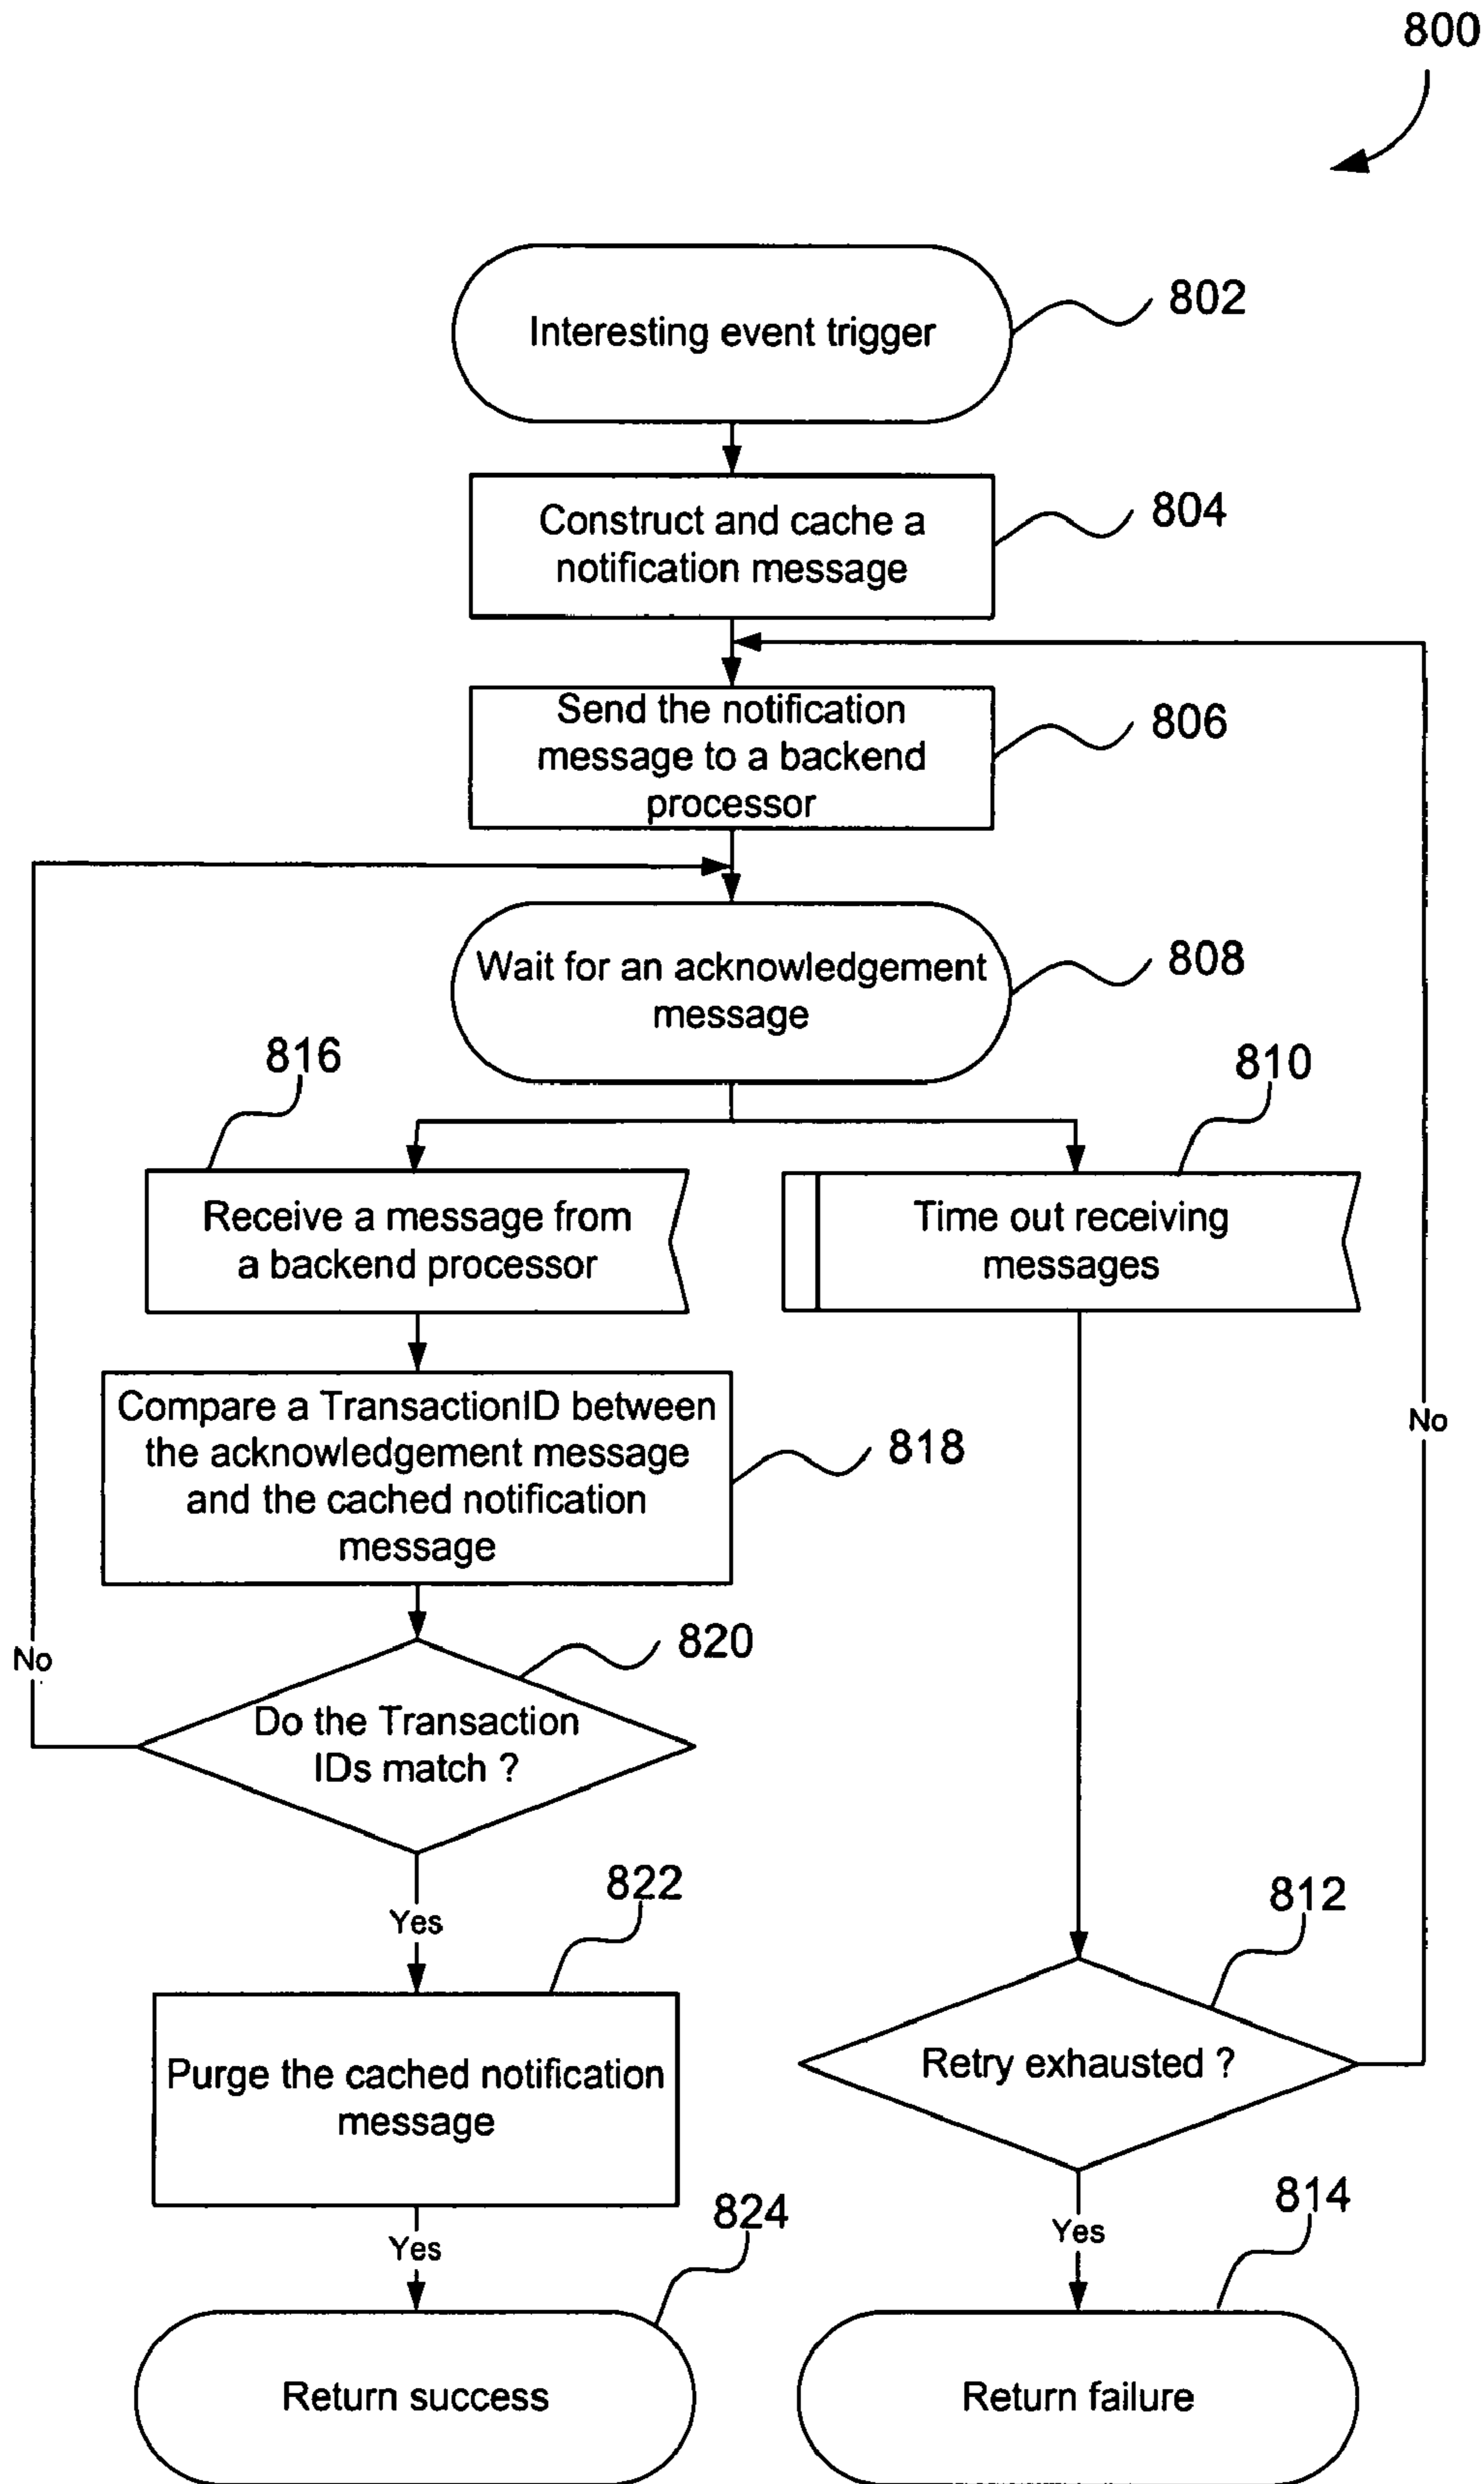 800
Interesting event trigger
802
Construct and cache a
notification message
804
Send the notification
message to a backend
processor
806
Wait for an acknowledgement
message
808
816
810
Receive a message from
a backend processor
Time out receiving
messages
Compare a TransactionID between
the acknowledgement message
and the cached notification
message
818
No
No
820
Do the Transaction
IDs match ?
Yes
822
812
Purge the cached notification
message
Retry exhausted ?
Yes
824
Yes
814
Return success
Return failure